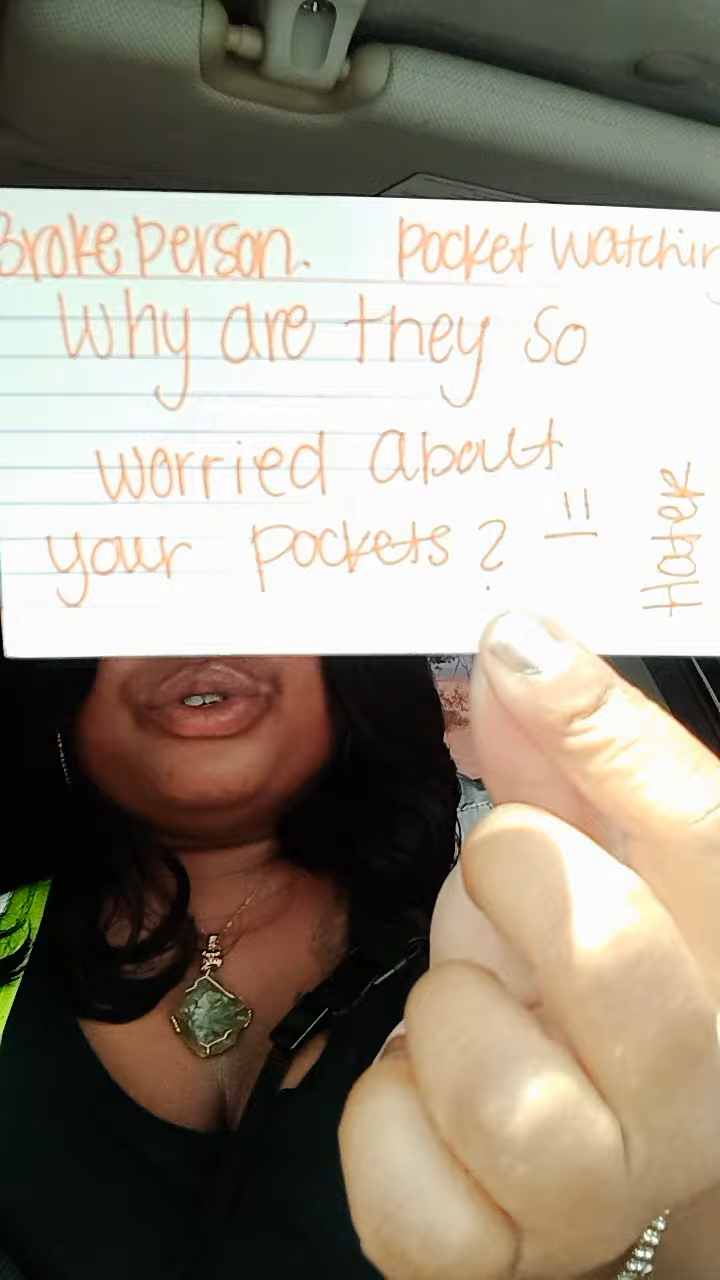 Broke person. Pocket watchin
Why are they so
worried about
your pockets?
Hater